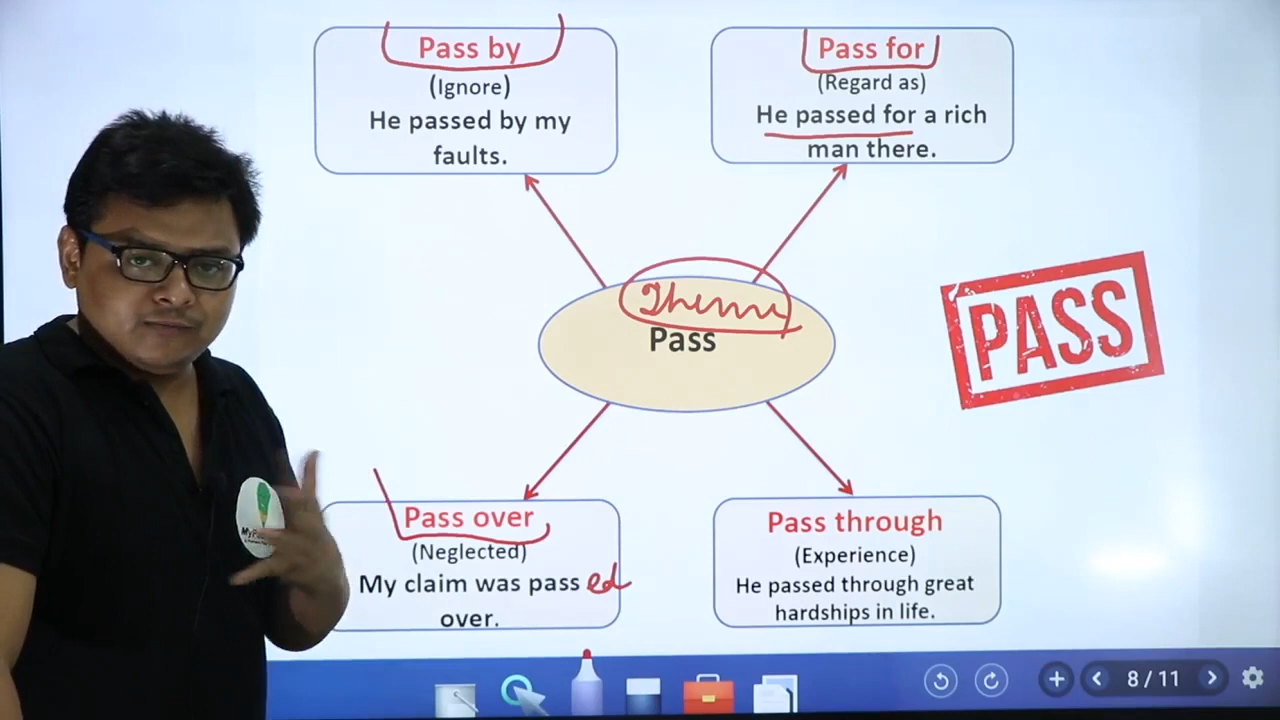 Pass by
(Ignore)
He passed by my
faults.
Pass for
(Regard as)
He passed for a rich
man there.
Theme
Pass
PASS
Pass over
(Neglected)
My claim was pass ed
over.
Pass through
(Experience)
He passed through great
hardships in life.
8 / 11